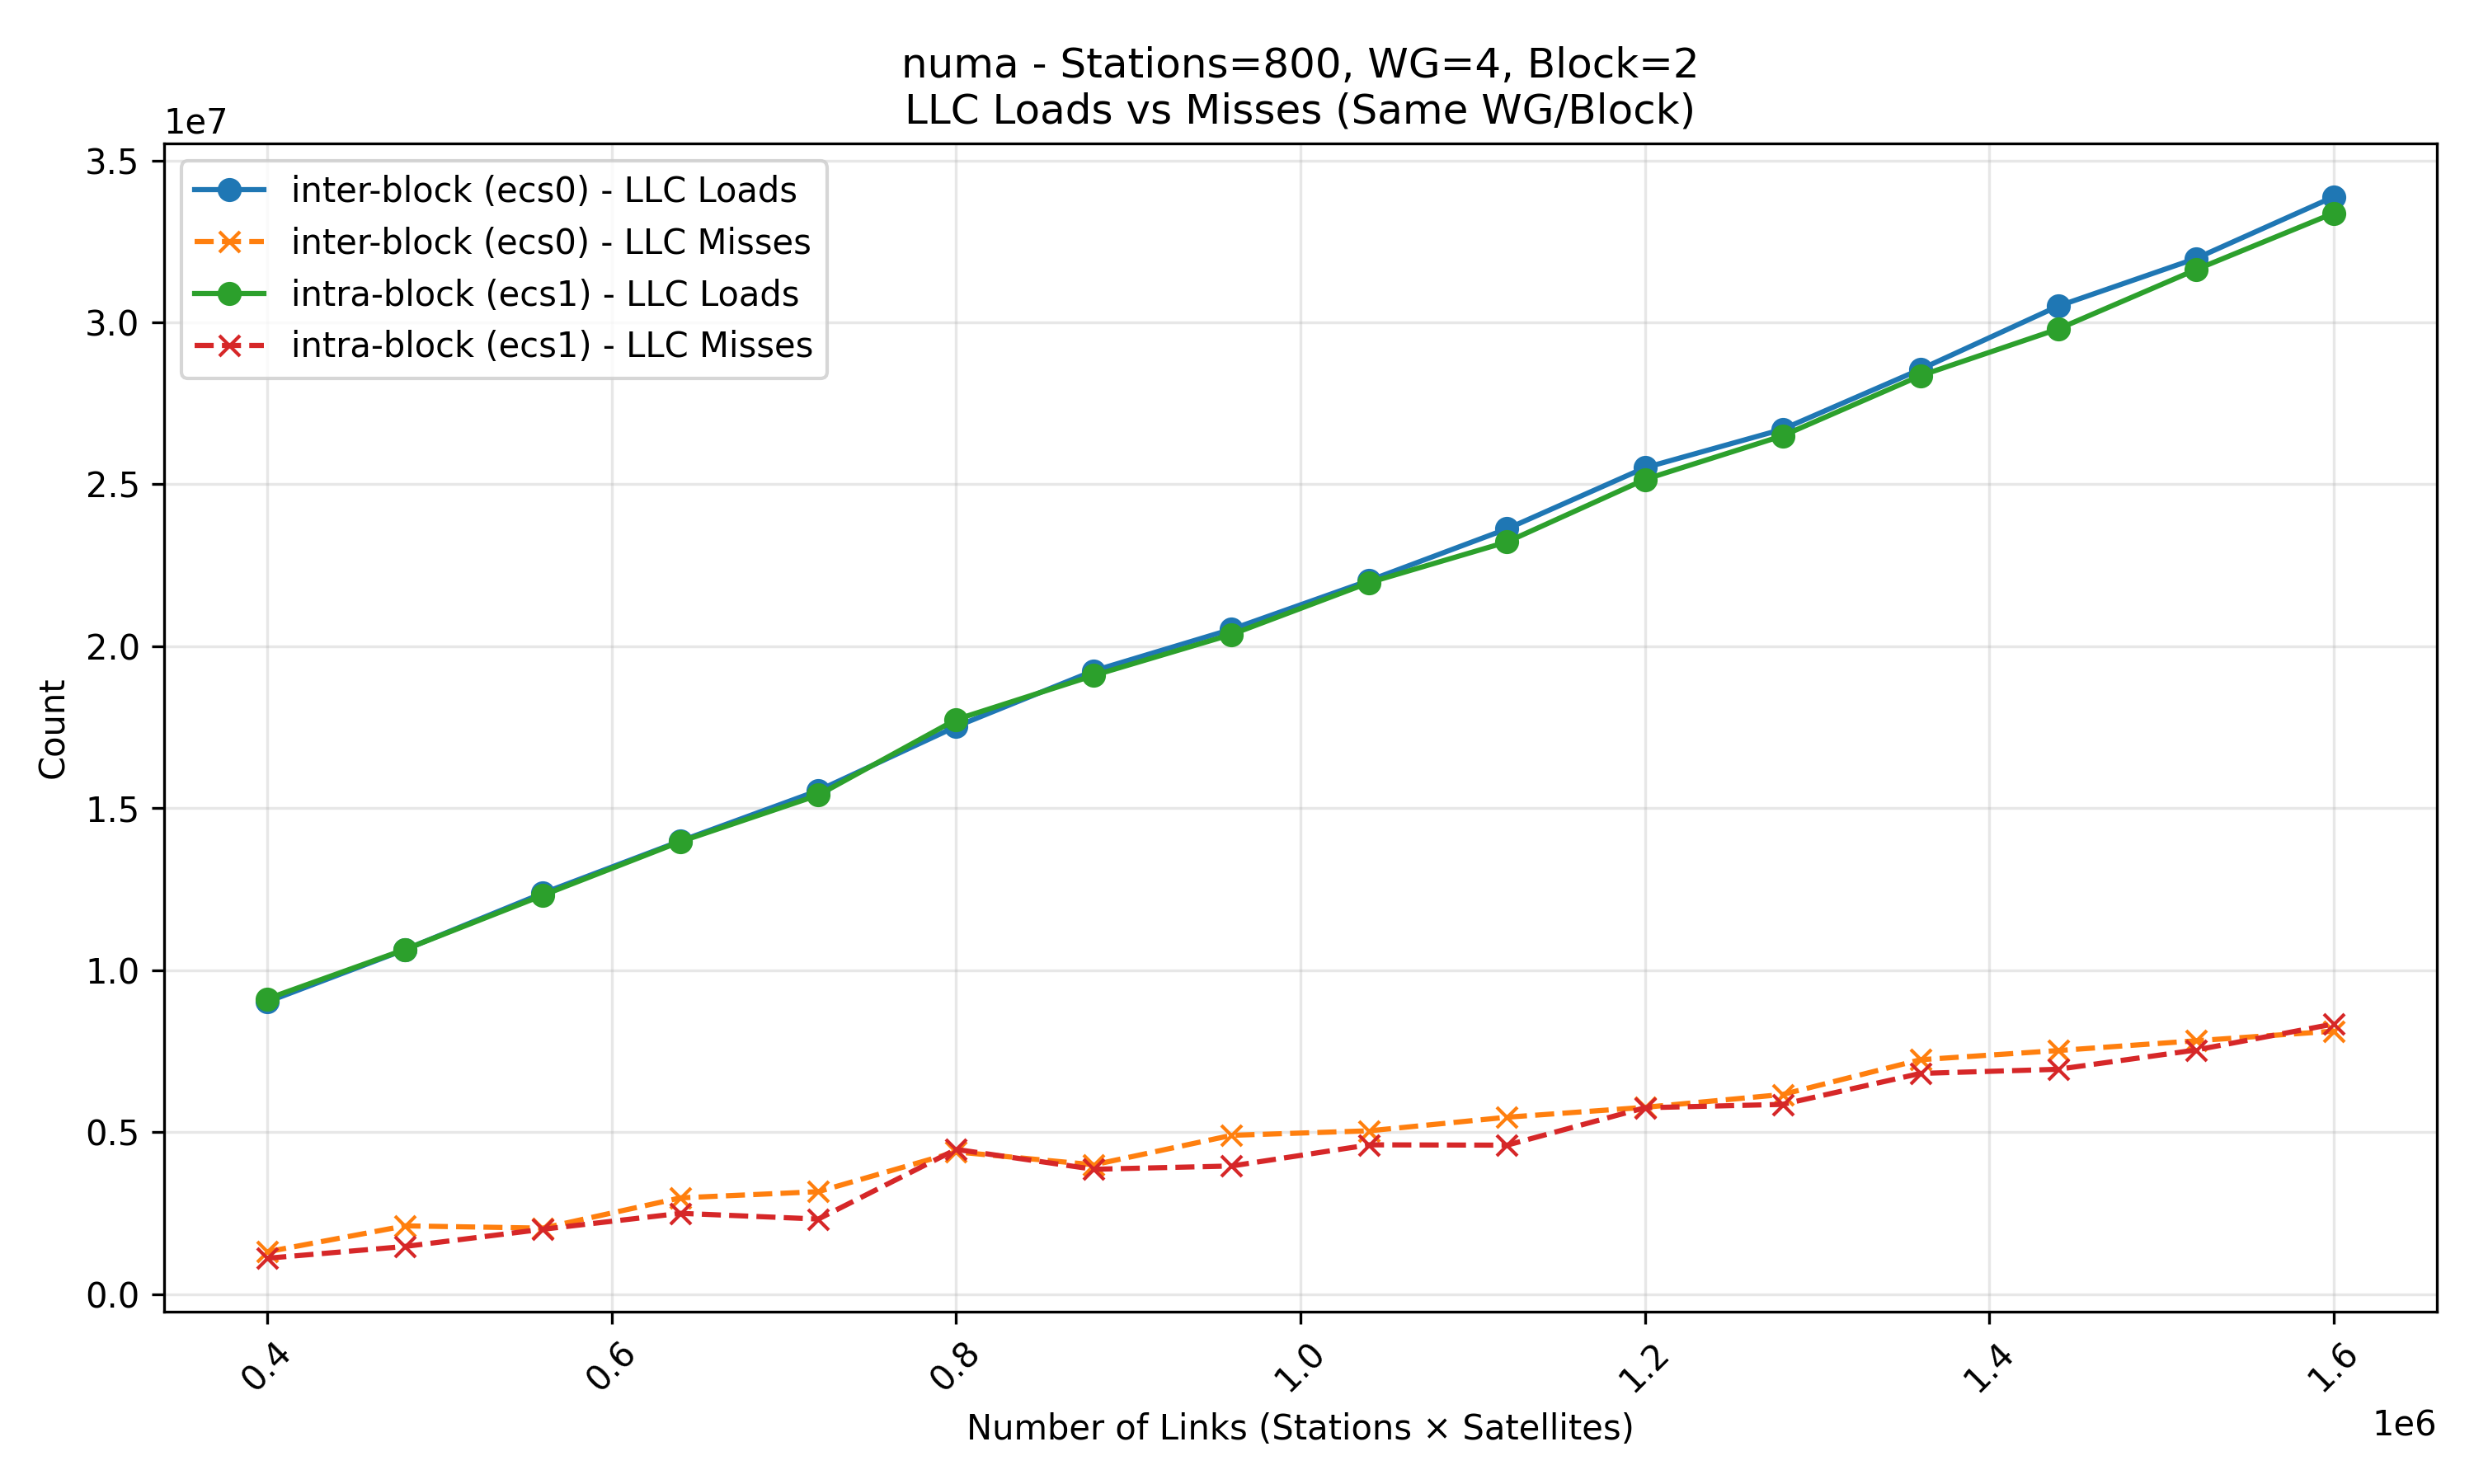 numa - Stations=800, WG=4, Block=2
LLC Loads vs Misses (Same WG/Block)
1e7
3.5
3.0
2.5
2.0
1.5
1.0
0.5
0.0
Count
inter-block (ecs0) - LLC Loads
inter-block (ecs0) - LLC Misses
intra-block (ecs1) - LLC Loads
intra-block (ecs1) - LLC Misses
0.4
0.6
0.8
1.0
1.2
1.4
1.6
1e6
Number of Links (Stations × Satellites)